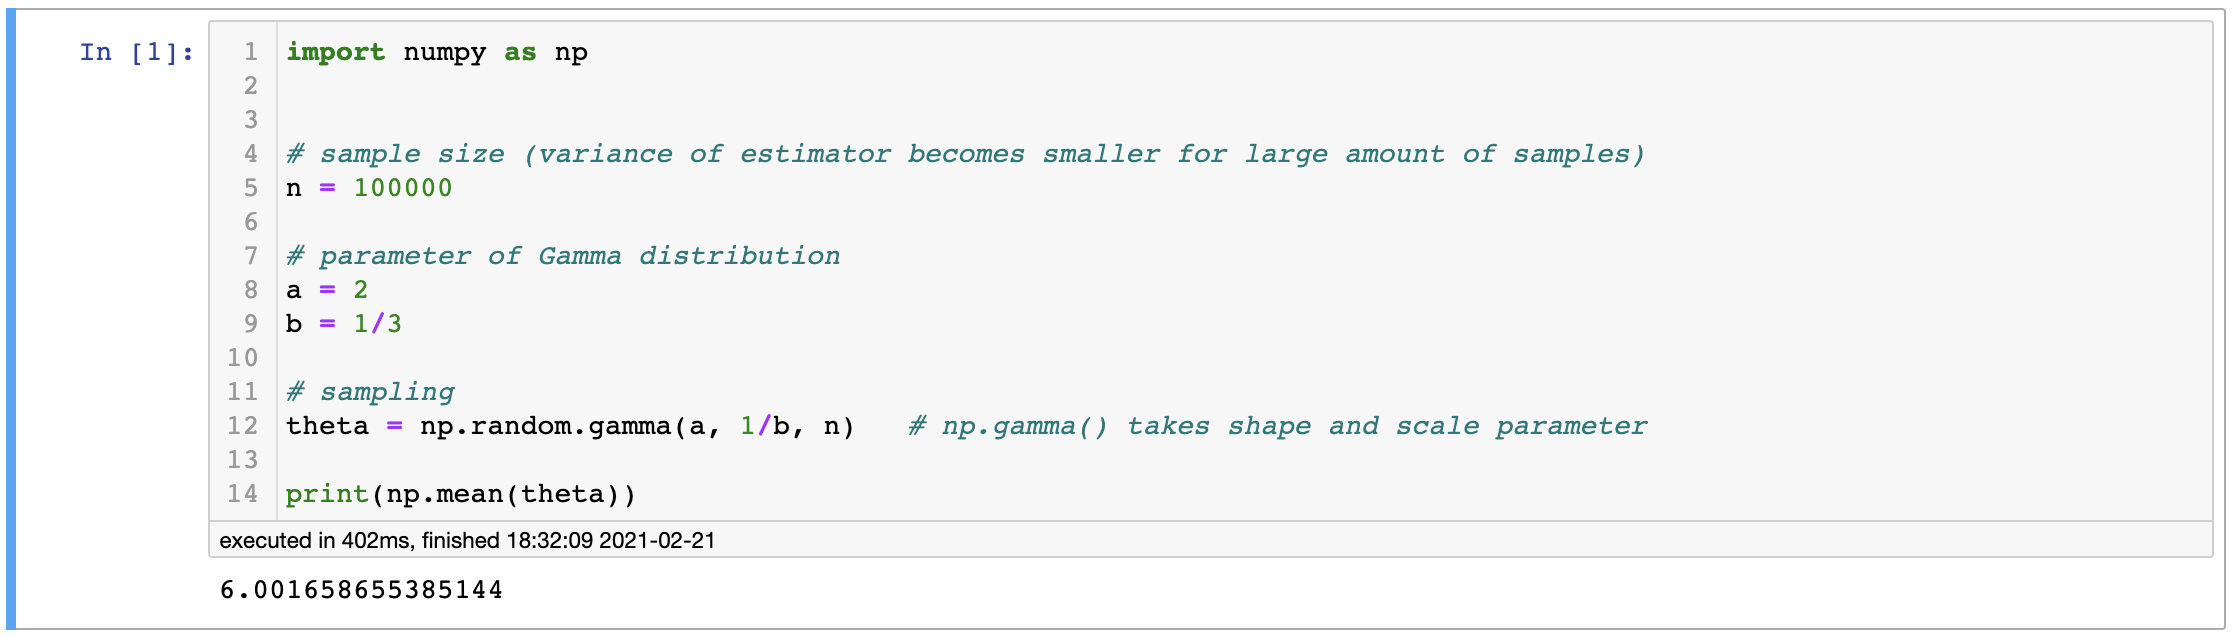 In [1]:
1 import numpy as np
2
3
4 # sample size (variance of estimator becomes smaller for large amount of samples)
5 n = 100000
6
7 # parameter of Gamma distribution
8 a = 2
9 b = 1/3
10
11 # sampling
12 theta = np.random.gamma(a, 1/b, n)   # np.gamma() takes shape and scale parameter
13
14 print(np.mean(theta))
executed in 402ms, finished 18:32:09 2021-02-21
6.001658655385144